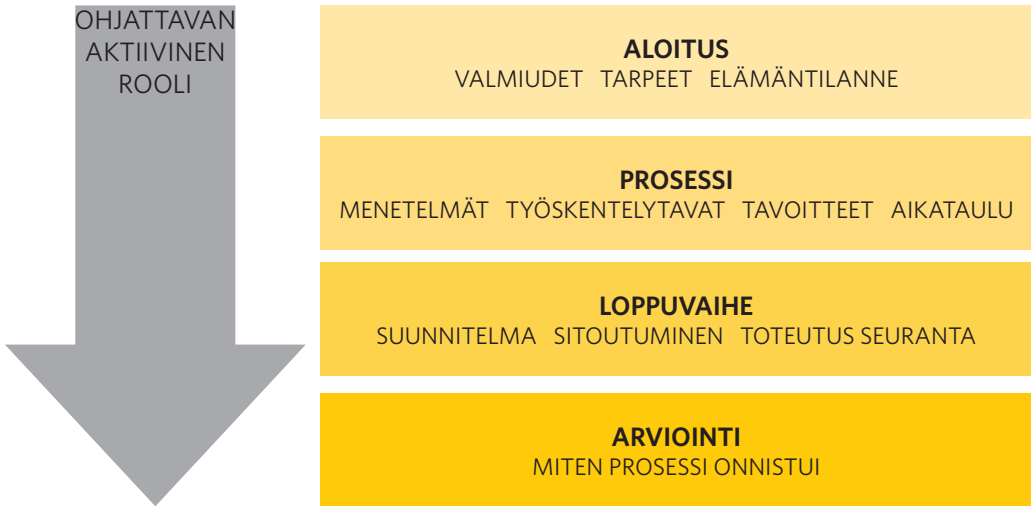 OHJATTAVAN
AKTIIVINEN
ROOLI
ALOITUS
VALMIUDET TARPEET ELÄMÄNTILANNE
PROSESSI
MENETELMÄT TYÖSKENTELYTAVAT TAVOITTEET AIKATAULU
LOPPUVAIHE
SUUNNITELMA SITOUTUMINEN TOTEUTUS SEURANTA
ARVIOINTI
MITEN PROSESSI ONNISTUI